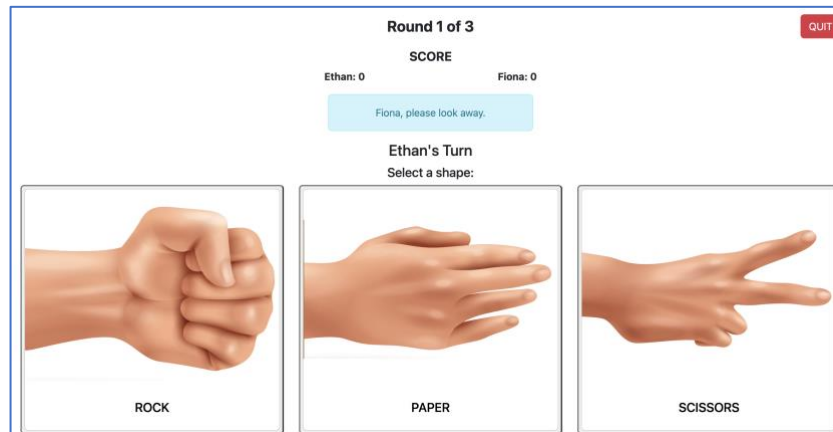 Round 1 of 3
QUIT
SCORE
Ethan: 0 Fiona: 0
Fiona, please look away.
Ethan's Turn
Select a shape:
ROCK PAPER SCISSORS